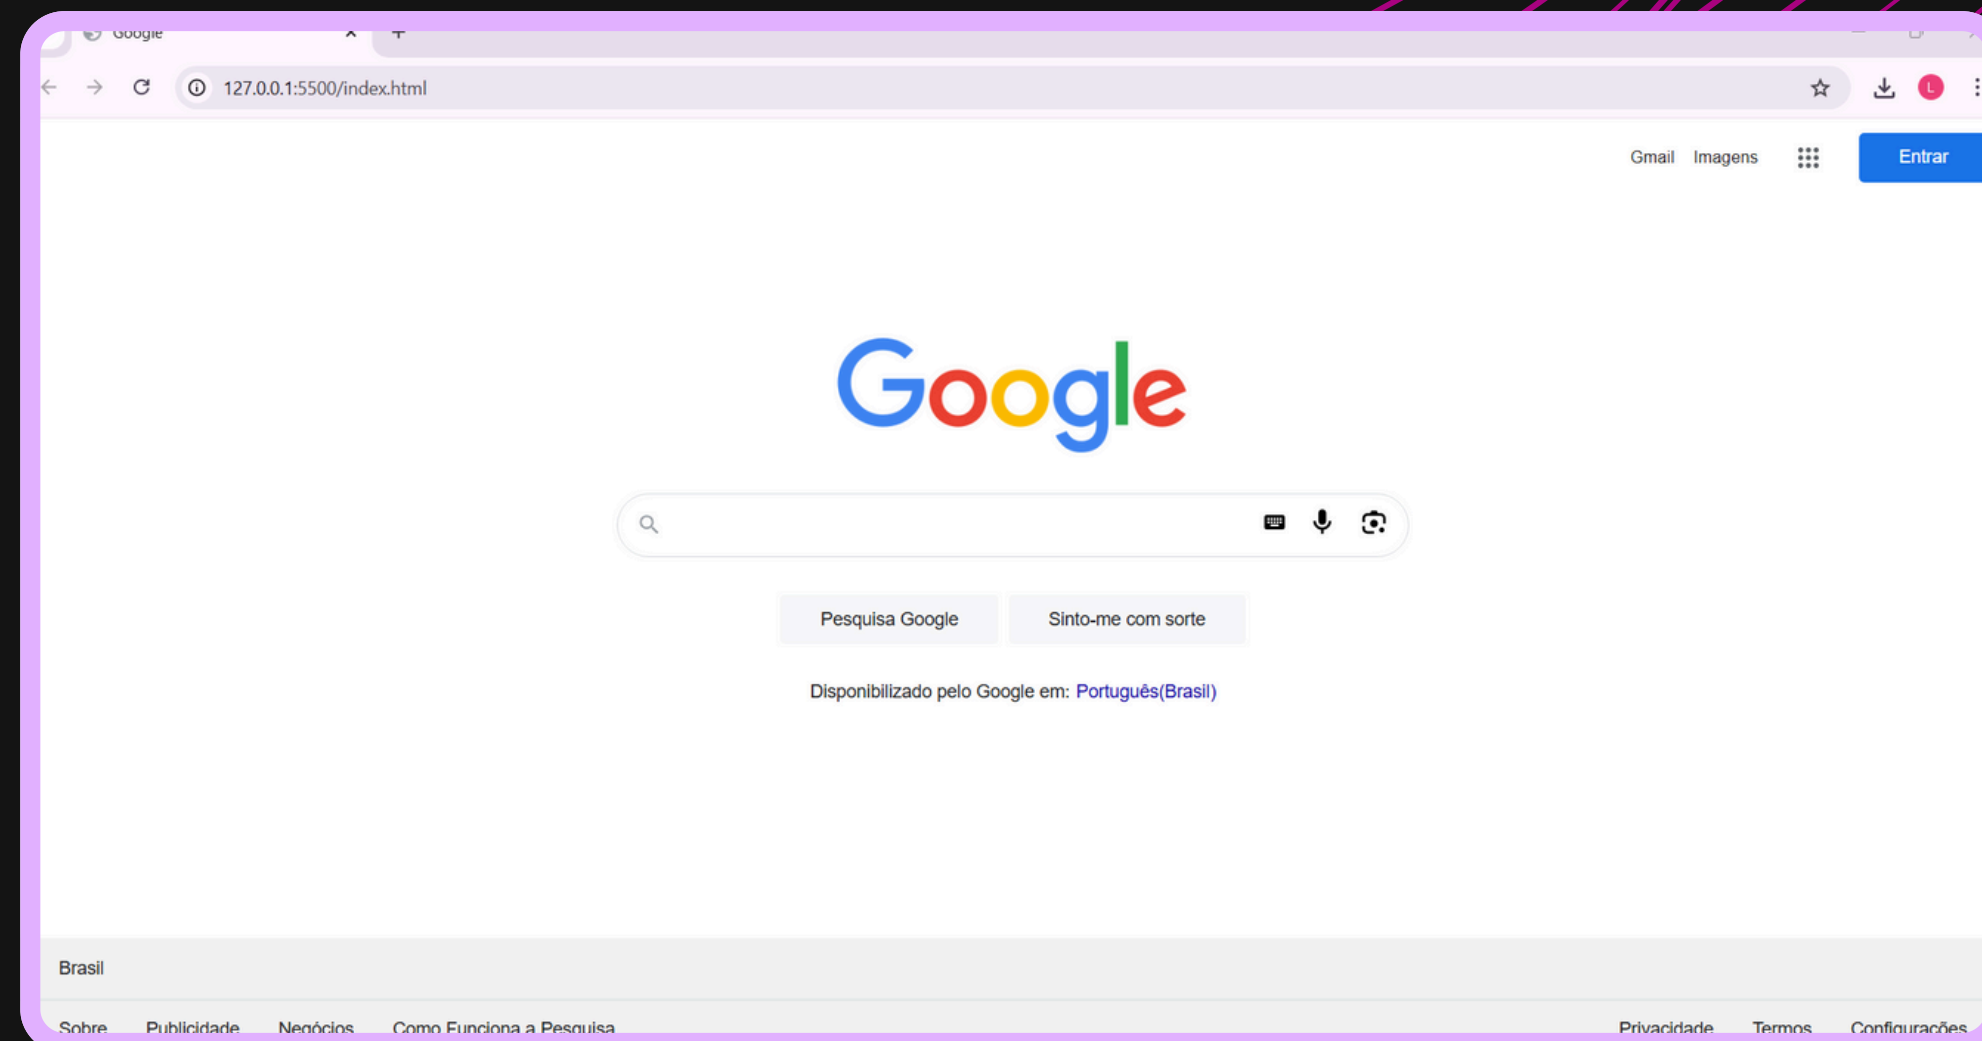 Google
127.0.0.1:5500/index.html
L
Gmail Imagens Entrar
Google
Pesquisa Google Sinto-me com sorte
Disponibilizado pelo Google em: Português(Brasil)
Brasil
Sobre Publicidade Negócios Como Funciona a Pesquisa Privacidade Termos Configurações